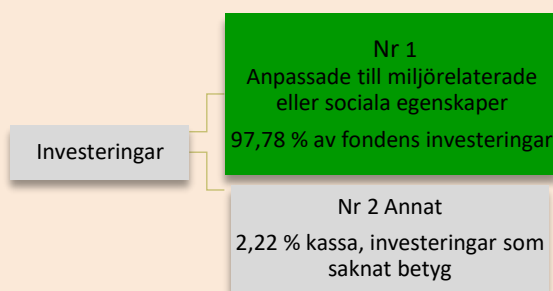 Nr 1
Anpassade till miljörelaterade
eller sociala egenskaper
97,78 % av fondens investeringar
Investeringar
Nr 2 Annat
2,22 % kassa, investeringar som
saknat betyg